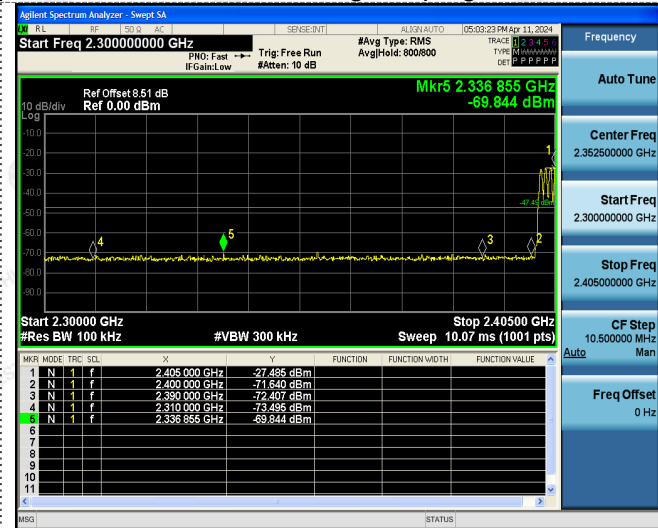 Agilent Spectrum Analyzer - Swept SA
RL RF 50 Ω AC SENSE:INT ALIGNAUTO 05:03:23 PM Apr 11, 2024
Start Freq 2.300000000 GHz
PNO: Fast
IFGain:Low
Trig: Free Run
#Atten: 10 dB
#Avg Type: RMS
Avg|Hold: 800/800
TRACE 1 2 3 4 5 6
TYPE M
DET P P P P P P
Ref Offset 8.51 dB
Ref 0.00 dBm
10 dB/div
Log
Mkr5 2.336 855 GHz
-69.844 dBm
-10.0
-20.0
-30.0
-40.0
-50.0
-60.0
-70.0
-80.0
-90.0
1
-47.49 dBm
4
5
3
2
Start 2.30000 GHz
#Res BW 100 kHz
#VBW 300 kHz
Stop 2.40500 GHz
Sweep 10.07 ms (1001 pts)
MKR MODE TRC SCL X Y FUNCTION FUNCTION WIDTH FUNCTION VALUE
1 N 1 f 2.405 000 GHz -27.485 dBm
2 N 1 f 2.400 000 GHz -71.640 dBm
3 N 1 f 2.390 000 GHz -72.407 dBm
4 N 1 f 2.310 000 GHz -73.495 dBm
5 N 1 f 2.336 855 GHz -69.844 dBm
6
7
8
9
10
11
MSG STATUS
Frequency
Auto Tune
Center Freq
2.352500000 GHz
Start Freq
2.300000000 GHz
Stop Freq
2.405000000 GHz
CF Step
10.500000 MHz
Auto Man
Freq Offset
0 Hz